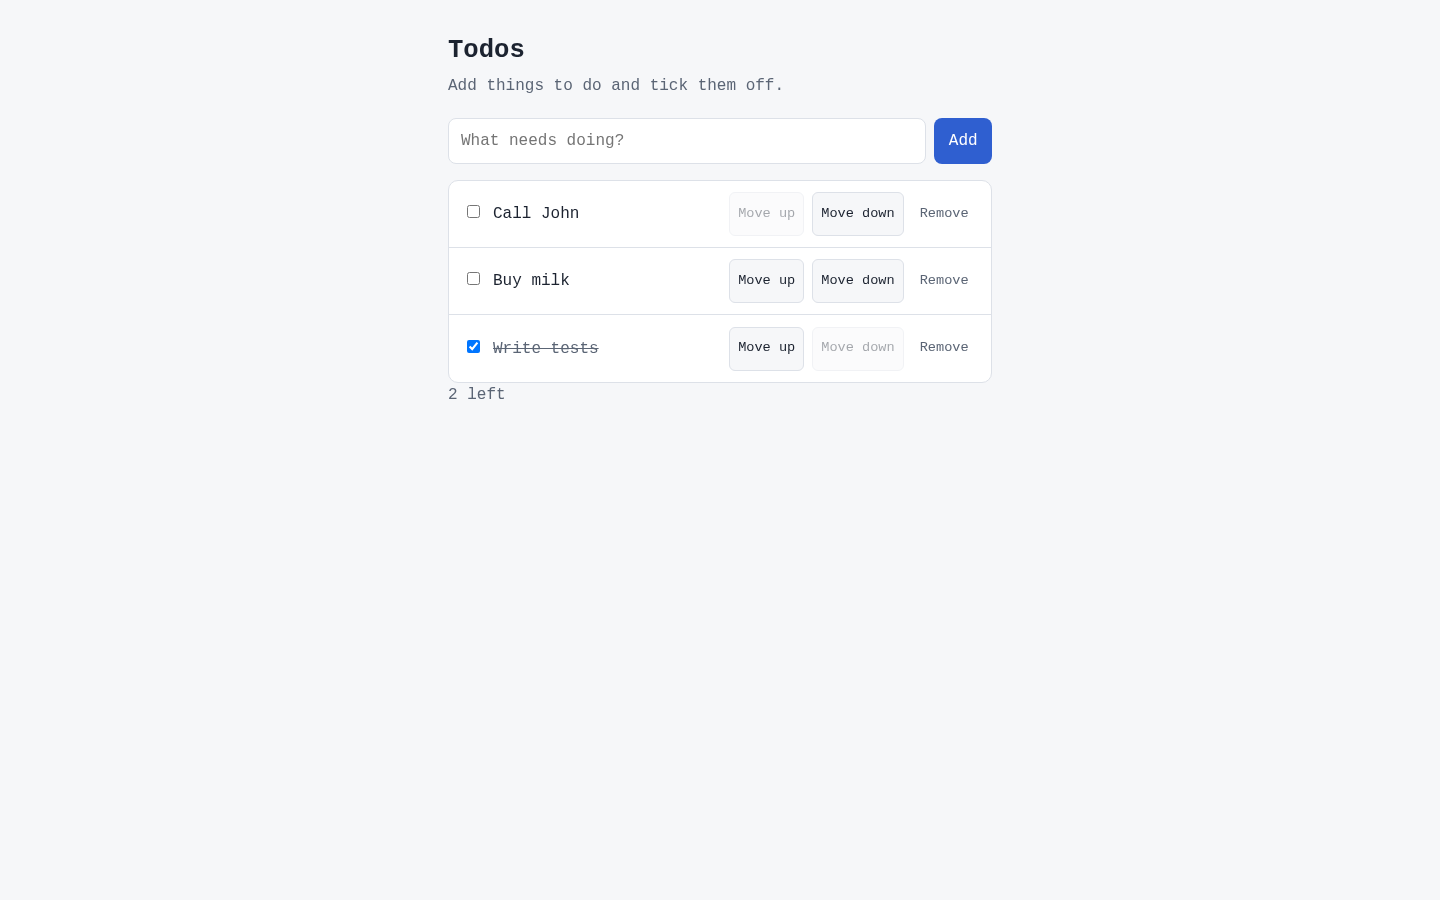 Todos
Add things to do and tick them off.
What needs doing? Add
Call John Move up Move down Remove
Buy milk Move up Move down Remove
Write tests Move up Move down Remove
2 left